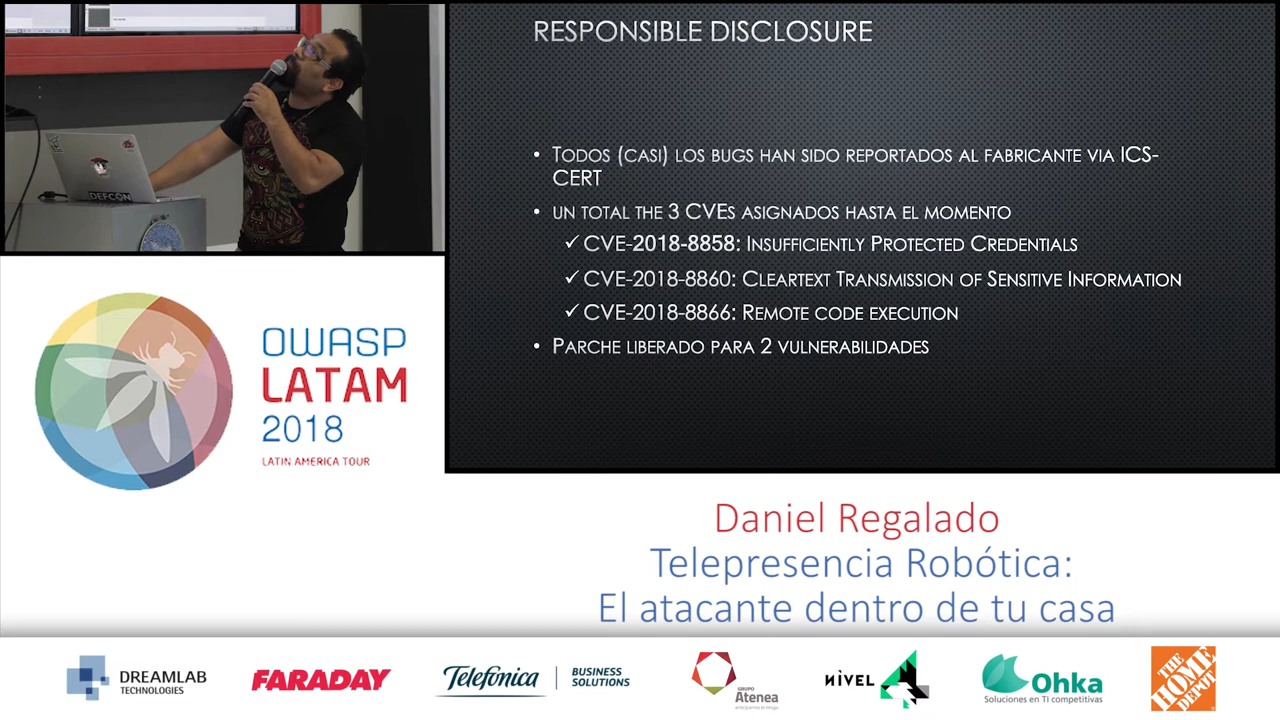 RESPONSIBLE DISCLOSURE
• TODOS (CASI) LOS BUGS HAN SIDO REPORTADOS AL FABRICANTE VIA ICS-
CERT
• UN TOTAL THE 3 CVES ASIGNADOS HASTA EL MOMENTO
✓ CVE-2018-8858: INSUFFICIENTLY PROTECTED CREDENTIALS
✓ CVE-2018-8860: CLEARTEXT TRANSMISSION OF SENSITIVE INFORMATION
✓ CVE-2018-8866: REMOTE CODE EXECUTION
• PARCHE LIBERADO PARA 2 VULNERABILIDADES
DEFCON
OWASP
LATAM
2018
LATIN AMERICA TOUR
Daniel Regalado
Telepresencia Robótica:
El atacante dentro de tu casa
DREAMLAB
TECHNOLOGIES
FARADAY
Telefónica
BUSINESS
SOLUTIONS
GRUPO
Atenea
NIVEL 4
Ohka
Soluciones en TI competitivas
THE HOME DEPOT